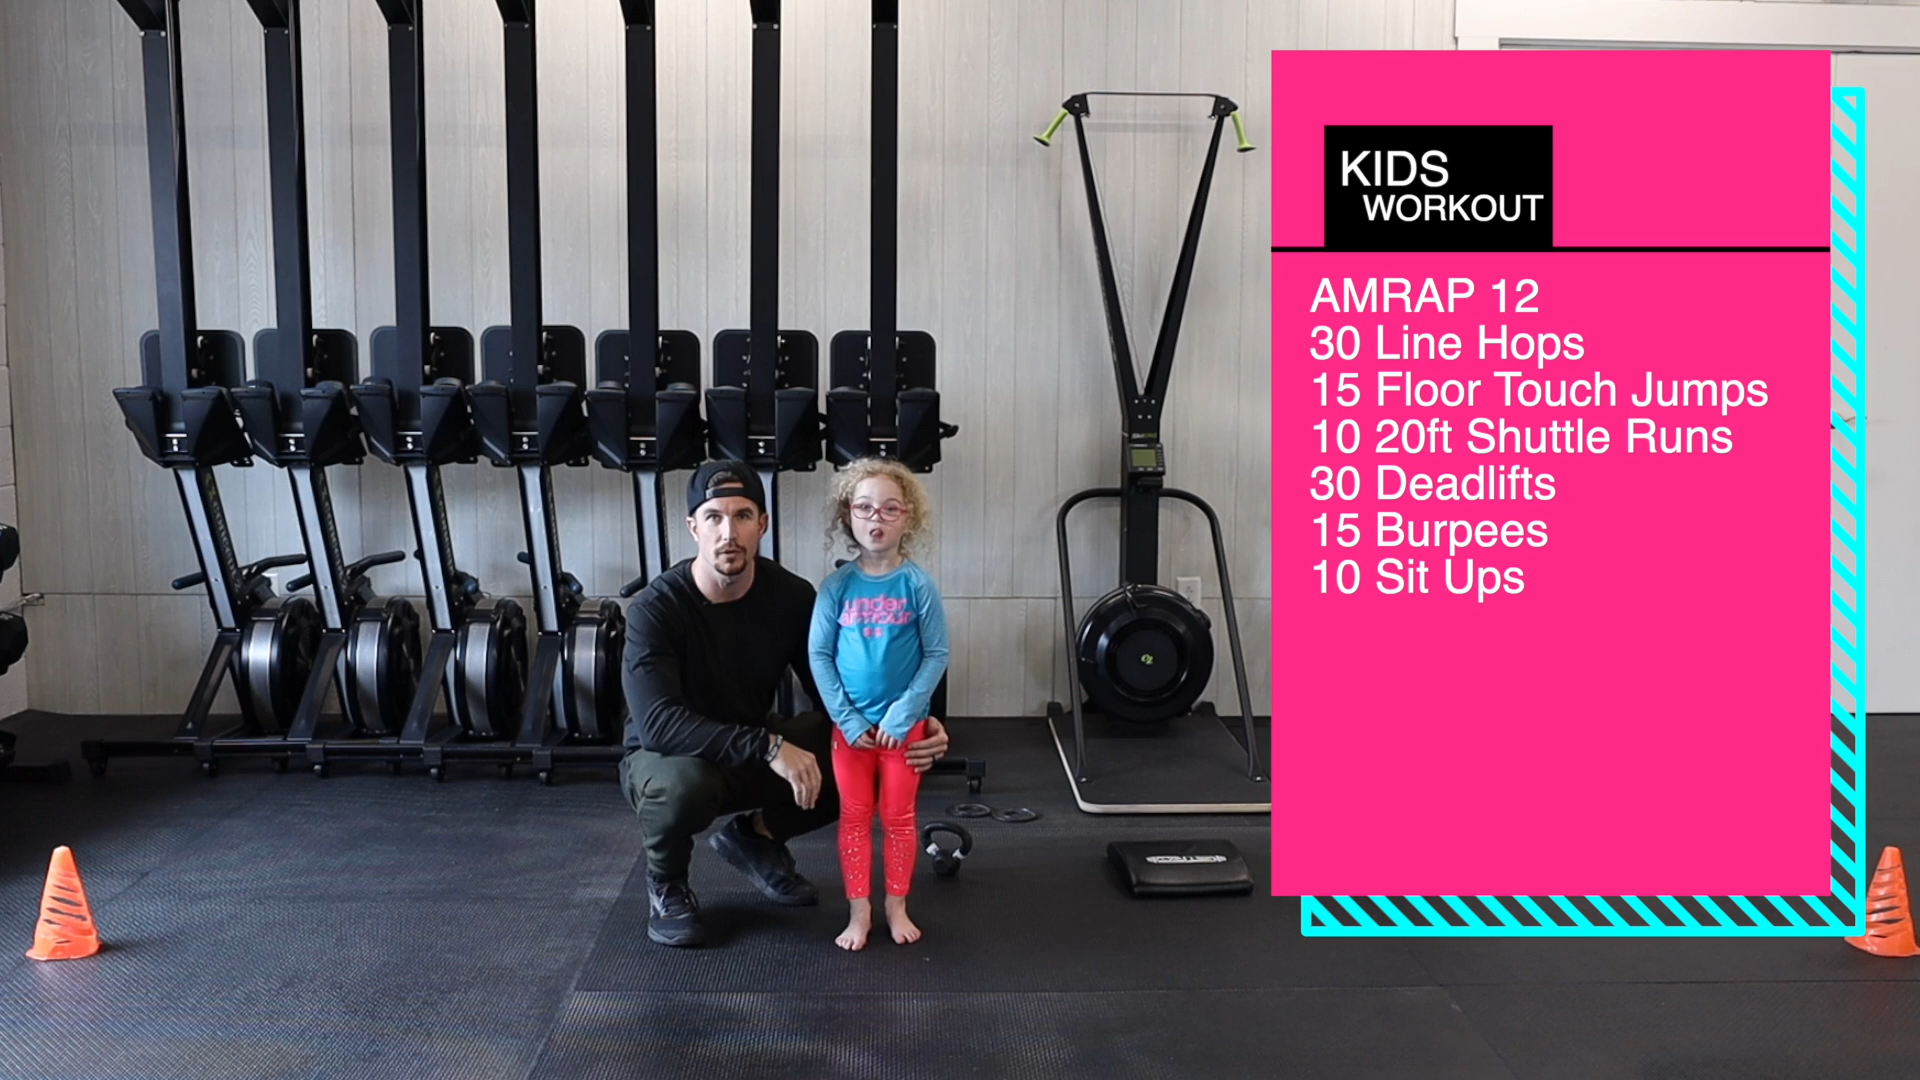 KIDS
WORKOUT
AMRAP 12
30 Line Hops
15 Floor Touch Jumps
10 20ft Shuttle Runs
30 Deadlifts
15 Burpees
10 Sit Ups
under
armour